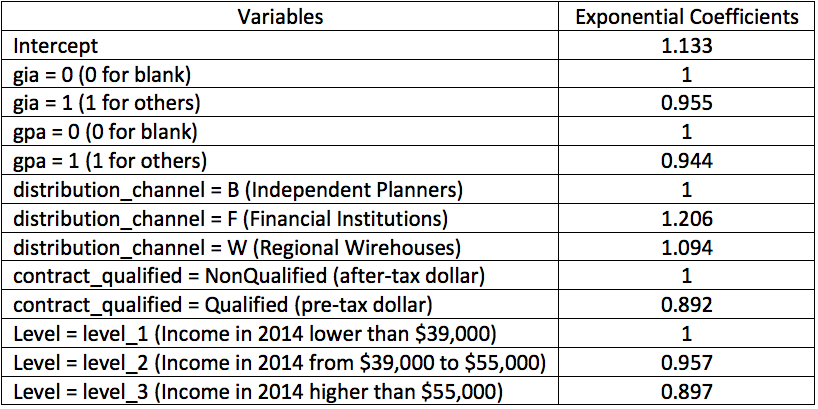 Variables Exponential Coefficients
Intercept 1.133
gia = 0 (0 for blank) 1
gia = 1 (1 for others) 0.955
gpa = 0 (0 for blank) 1
gpa = 1 (1 for others) 0.944
distribution_channel = B (Independent Planners) 1
distribution_channel = F (Financial Institutions) 1.206
distribution_channel = W (Regional Wirehouses) 1.094
contract_qualified = NonQualified (after-tax dollar) 1
contract_qualified = Qualified (pre-tax dollar) 0.892
Level = level_1 (Income in 2014 lower than $39,000) 1
Level = level_2 (Income in 2014 from $39,000 to $55,000) 0.957
Level = level_3 (Income in 2014 higher than $55,000) 0.897